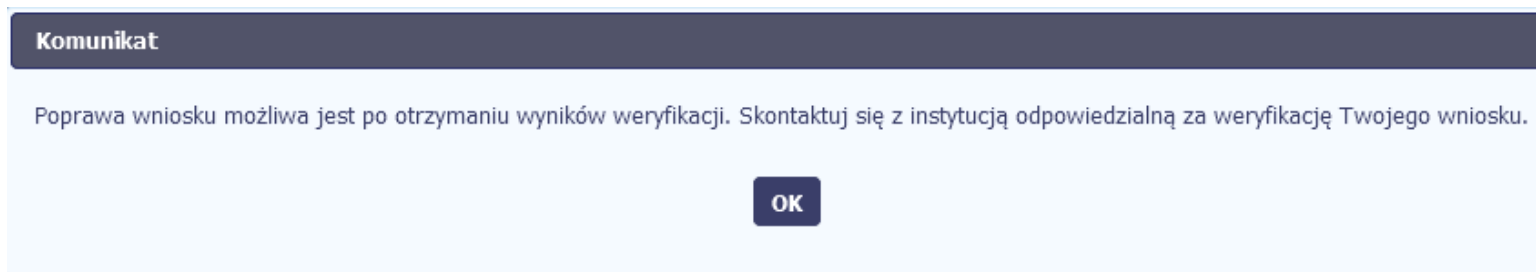 Komunikat
Poprawa wniosku możliwa jest po otrzymaniu wyników weryfikacji. Skontaktuj się z instytucją odpowiedzialną za weryfikację Twojego wniosku.
OK